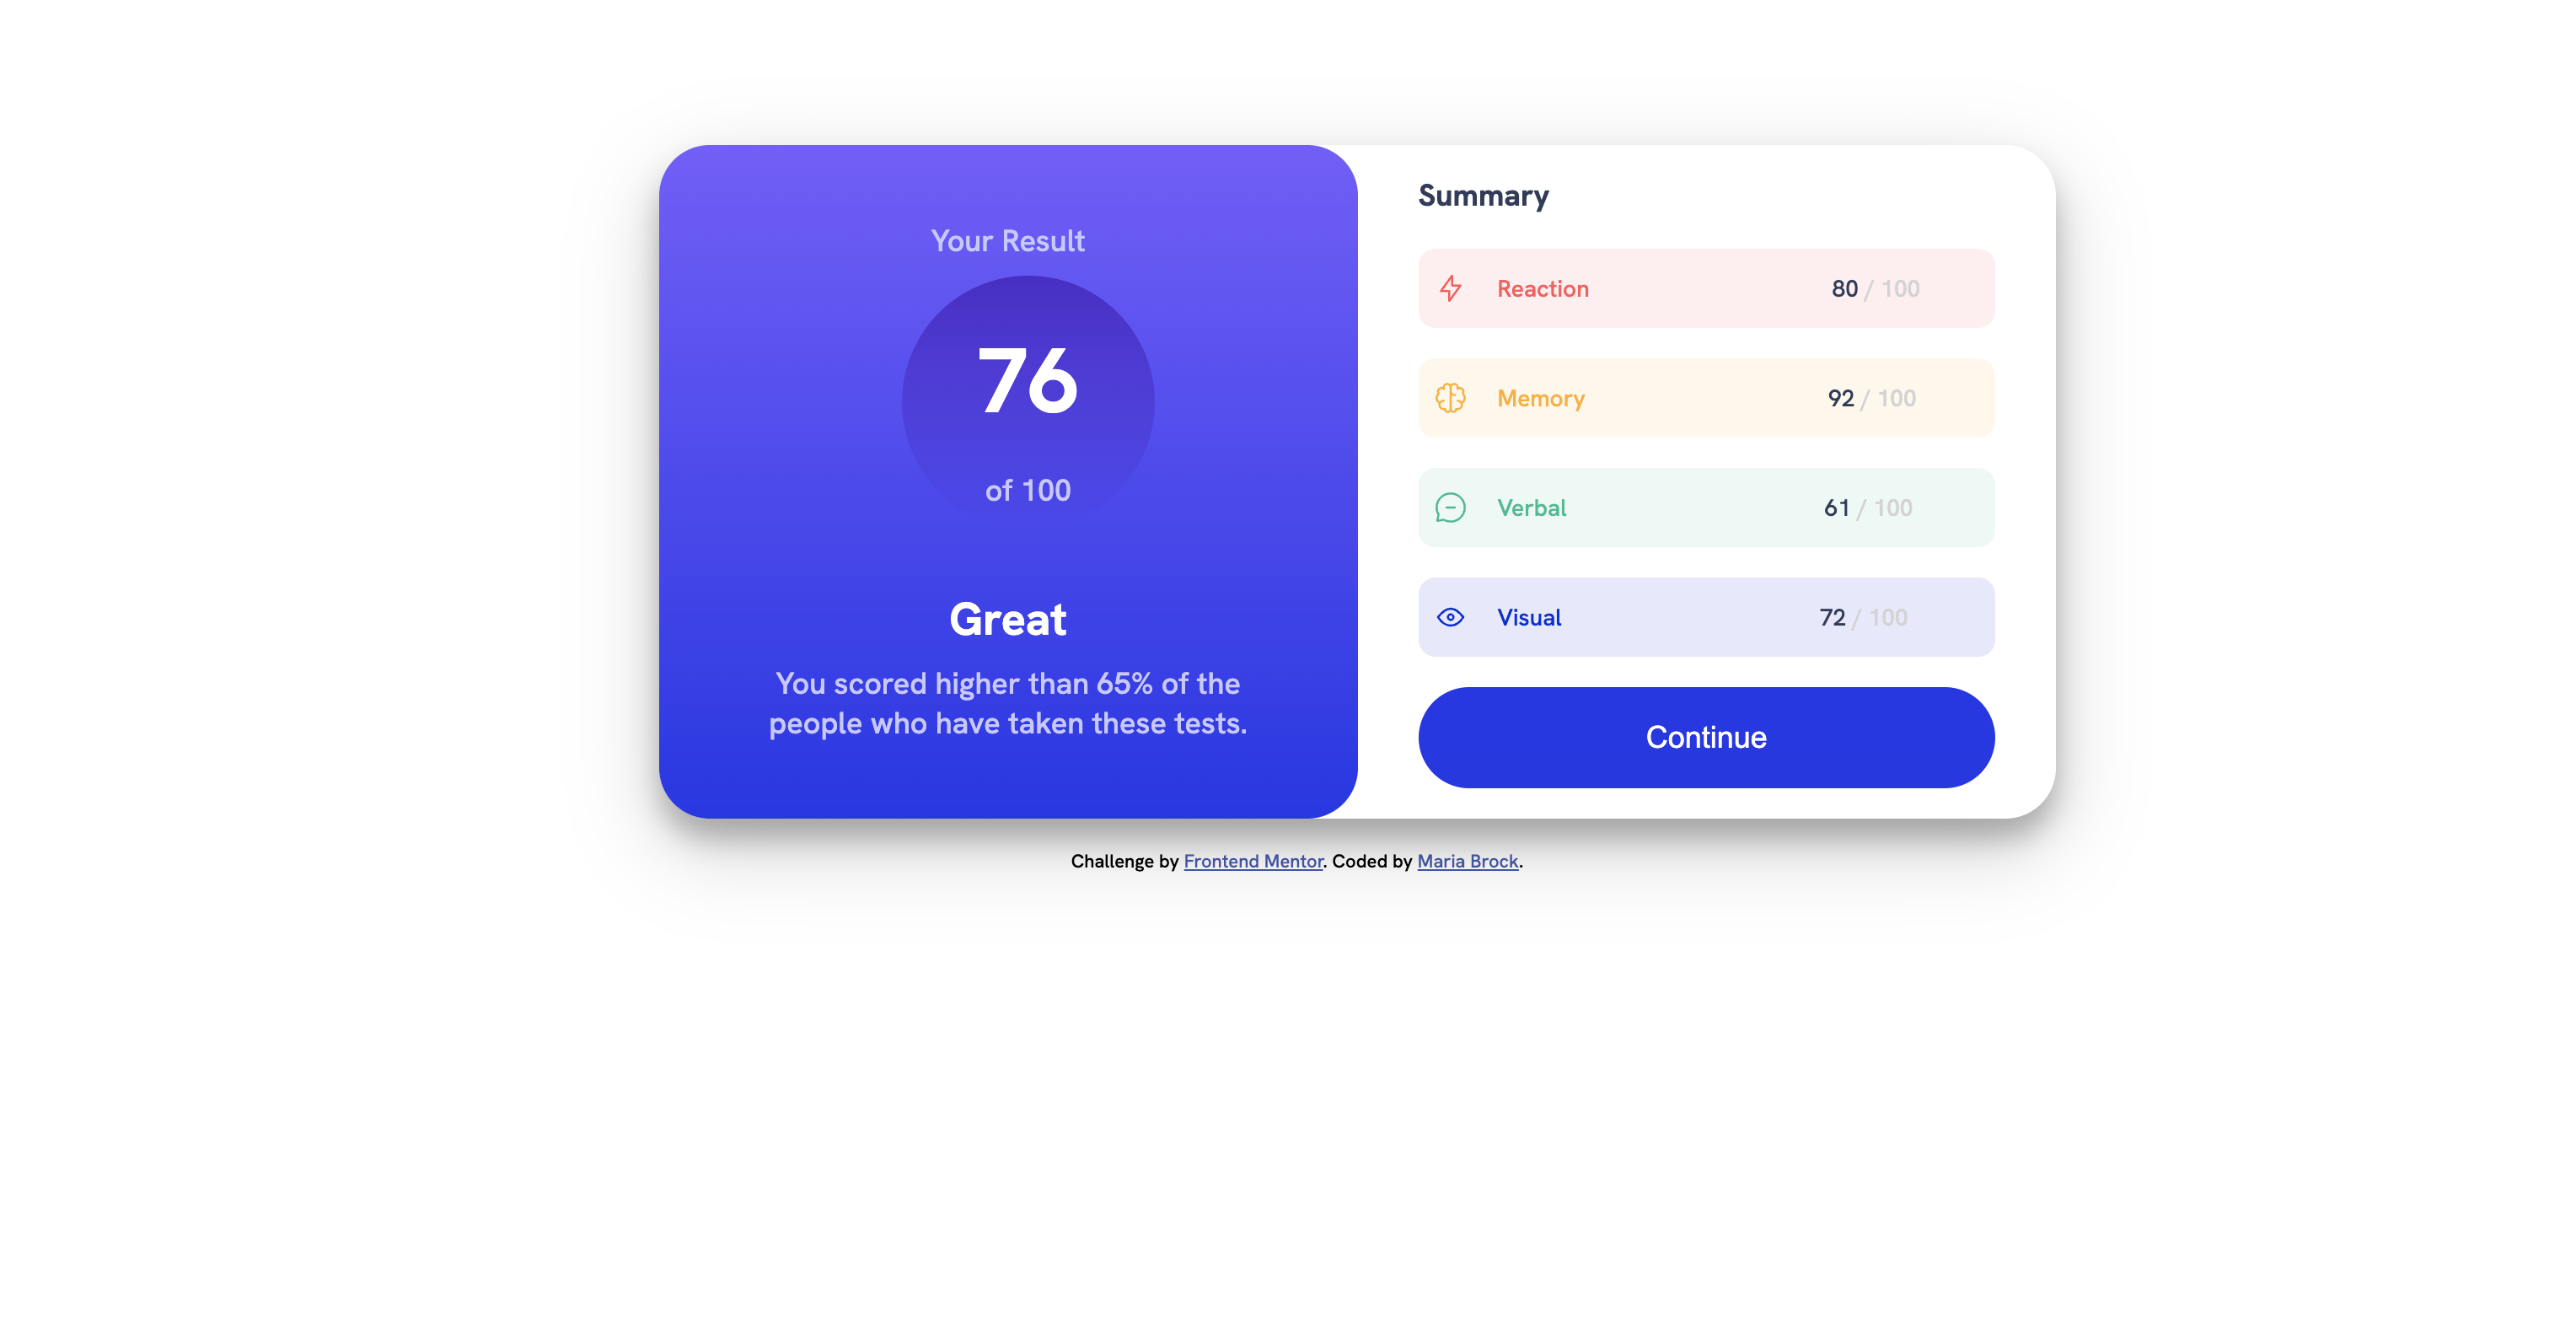 Your Result
76
of 100
Great
You scored higher than 65% of the
people who have taken these tests.
Summary
Reaction 80 / 100
Memory 92 / 100
Verbal 61 / 100
Visual 72 / 100
Continue
Challenge by Frontend Mentor. Coded by Maria Brock.